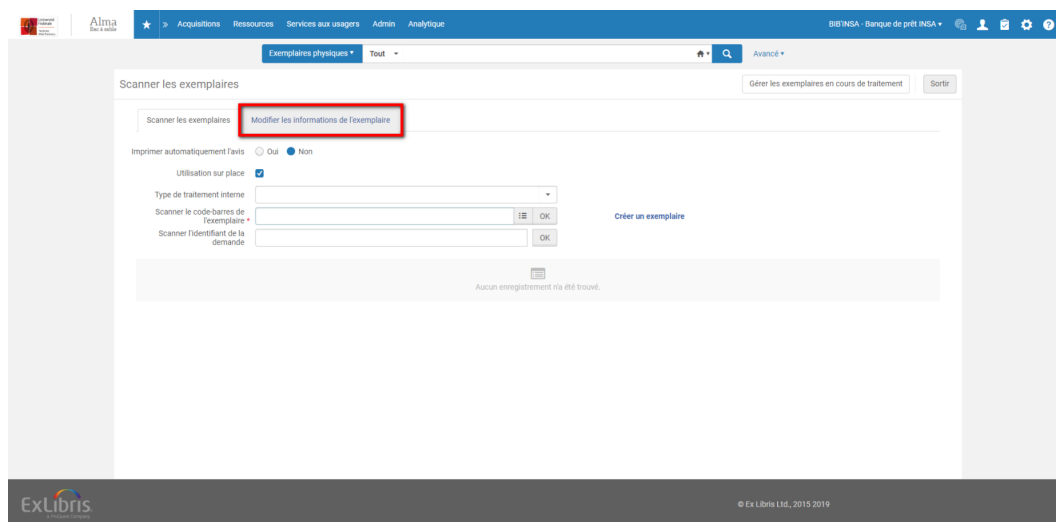 Alma
Bac à sable
Acquisitions Ressources Services aux usagers Admin Analytique
BIB'INSA - Banque de prêt INSA
Exemplaires physiques Tout Avancé
Scanner les exemplaires
Gérer les exemplaires en cours de traitement Sortir
Scanner les exemplaires Modifier les informations de l'exemplaire
Imprimer automatiquement l'avis Oui Non
Utilisation sur place
Type de traitement interne
Scanner le code-barres de
l'exemplaire * OK Créer un exemplaire
Scanner l'identifiant de la
demande OK
Aucun enregistrement n'a été trouvé.
ExLibris
© Ex Libris Ltd., 2015 2019